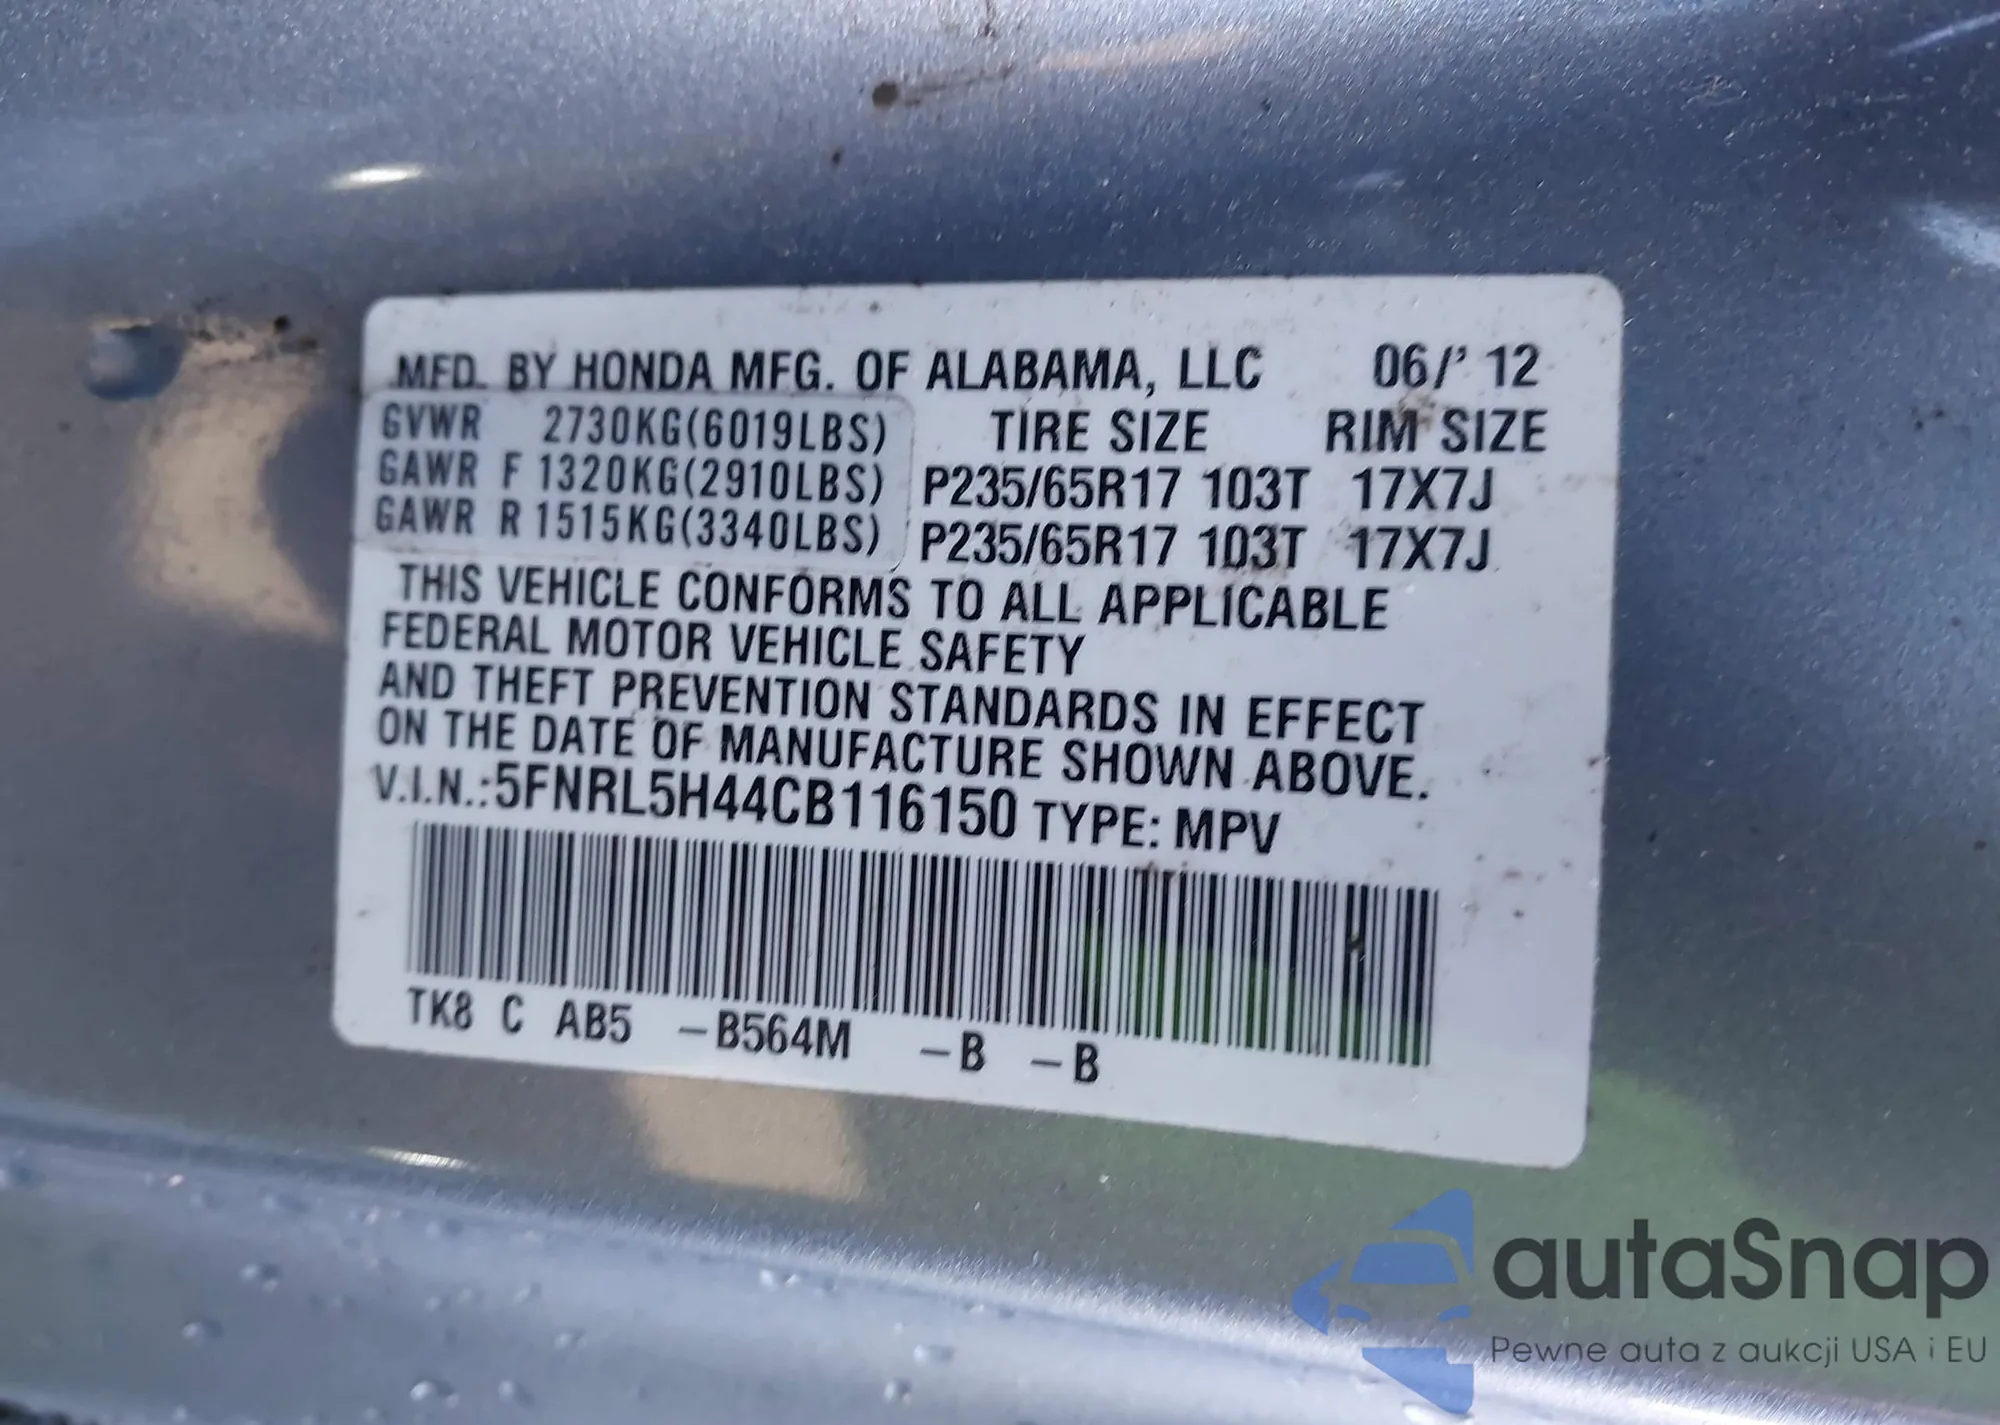 MFD. BY HONDA MFG. OF ALABAMA, LLC 06/' 12
GVWR 2730KG(6019LBS) TIRE SIZE RIM SIZE
GAWR F 1320KG(2910LBS) P235/65R17 103T 17X7J
GAWR R 1515KG(3340LBS) P235/65R17 103T 17X7J
THIS VEHICLE CONFORMS TO ALL APPLICABLE
FEDERAL MOTOR VEHICLE SAFETY
AND THEFT PREVENTION STANDARDS IN EFFECT
ON THE DATE OF MANUFACTURE SHOWN ABOVE.
V.I.N.:5FNRL5H44CB116150 TYPE: MPV
TK8 C AB5 –B564M –B –B
autaSnap
Pewne auta z aukcji USA i EU